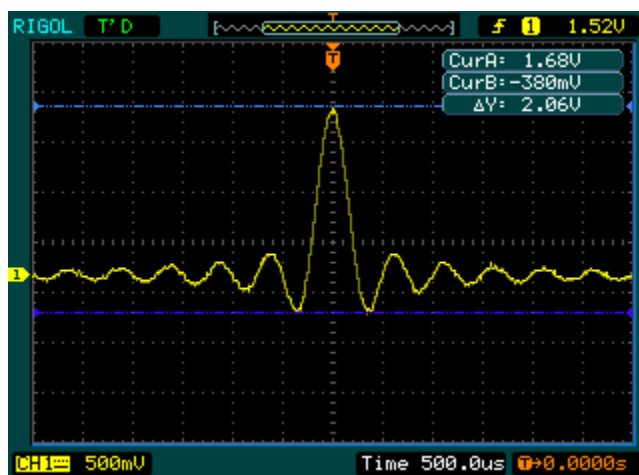 RIGOL T'D T f 1 1.52V
T
CurA: 1.68V
CurB:-380mV
ΔY: 2.06V
1
CH1 500mV Time 500.0us T→0.0000s